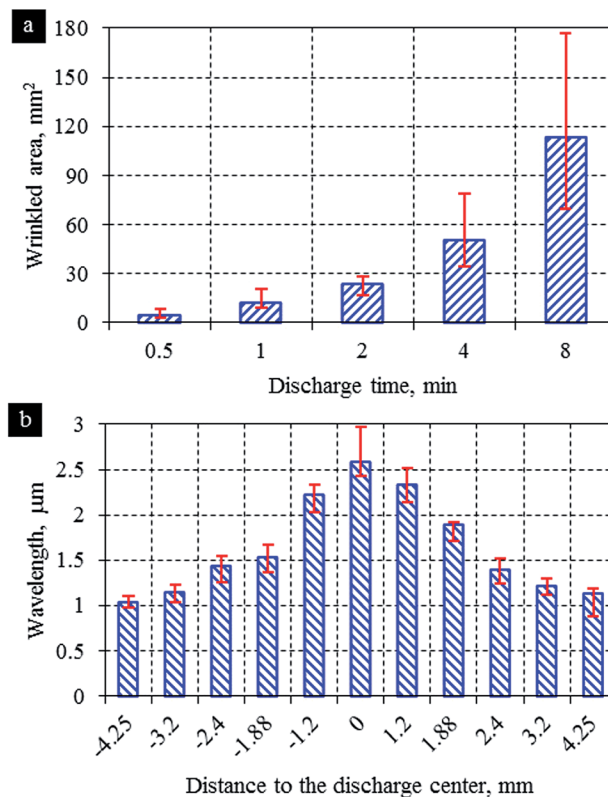 a
Wrinkled area, mm²
180
150
120
90
60
30
0
0.5 1 2 4 8
Discharge time, min
b
Wavelength, μm
3
2.5
2
1.5
1
0.5
0
-4.25 -3.2 -2.4 -1.88 -1.2 0 1.2 1.88 2.4 3.2 4.25
Distance to the discharge center, mm